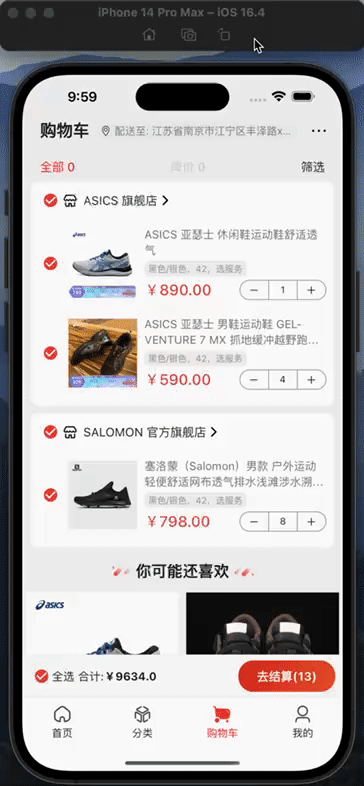 iPhone 14 Pro Max – iOS 16.4
9:59
购物车
配送至: 江苏省南京市江宁区丰泽路x...
全部 0
降价 0
筛选
ASICS 旗舰店
ASICS 亚瑟士 休闲鞋运动鞋舒适透
气
黑色/银色，42，选服务
￥890.00
1
ASICS 亚瑟士 男鞋运动鞋 GEL-
VENTURE 7 MX 抓地缓冲越野跑...
黑色/银色，42，选服务
￥590.00
4
SALOMON 官方旗舰店
塞洛蒙（Salomon）男款 户外运动
轻便舒适网布透气排水浅滩涉水溯...
黑色/银色，42，选服务
￥798.00
8
你可能还喜欢
asics
全选 合计:￥9634.0
去结算(13)
首页
分类
购物车
我的